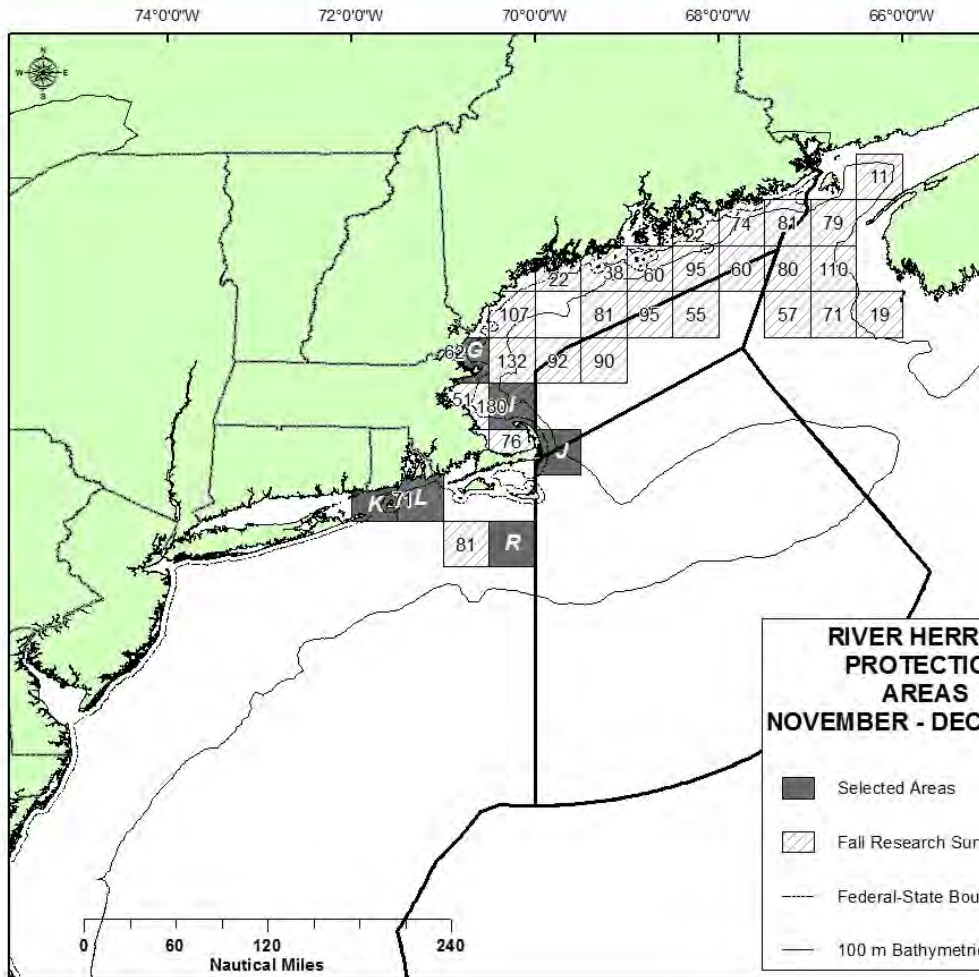 74°0'0"W 72°0'0"W 70°0'0"W 68°0'0"W 66°0'0"W
N
W E
S
11
22 74 81 79
22 38 60 95 60 80 110
107 81 95 55 57 71 19
62 G 132 92 90
51 180 I
76 J
K 71 L
81 R
RIVER HERR
PROTECTIO
AREAS
NOVEMBER - DEC
Selected Areas
Fall Research Sur
Federal-State Bou
100 m Bathymetri
0 60 120 240
Nautical Miles